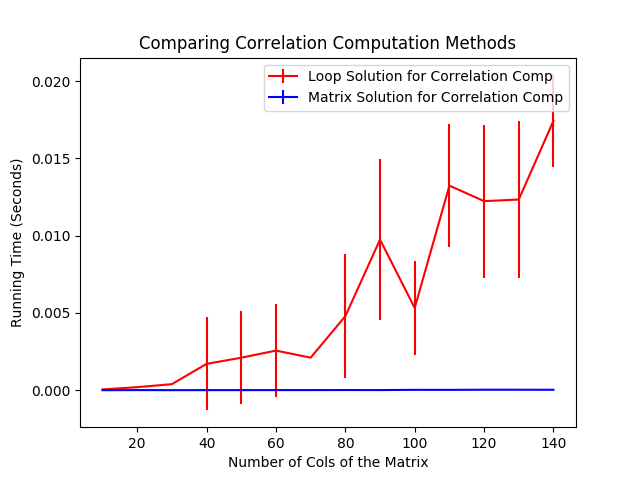 Comparing Correlation Computation Methods
Loop Solution for Correlation Comp
Matrix Solution for Correlation Comp
Running Time (Seconds)
0.020
0.015
0.010
0.005
0.000
20 40 60 80 100 120 140
Number of Cols of the Matrix